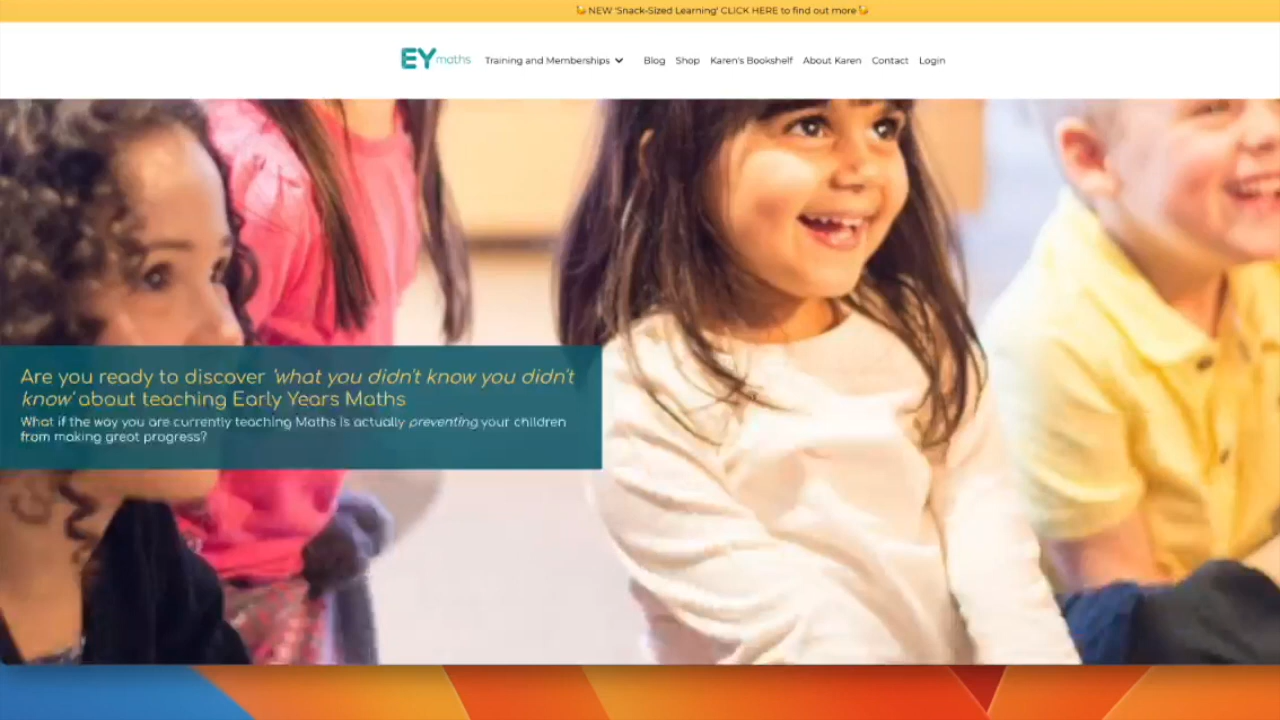 NEW 'Snack-Sized Learning' CLICK HERE to find out more
EY maths Training and Memberships Blog Shop Karen's Bookshelf About Karen Contact Login
Are you ready to discover 'what you didn't know you didn't
know' about teaching Early Years Maths
What if the way you are currently teaching Maths is actually preventing your children
from making great progress?